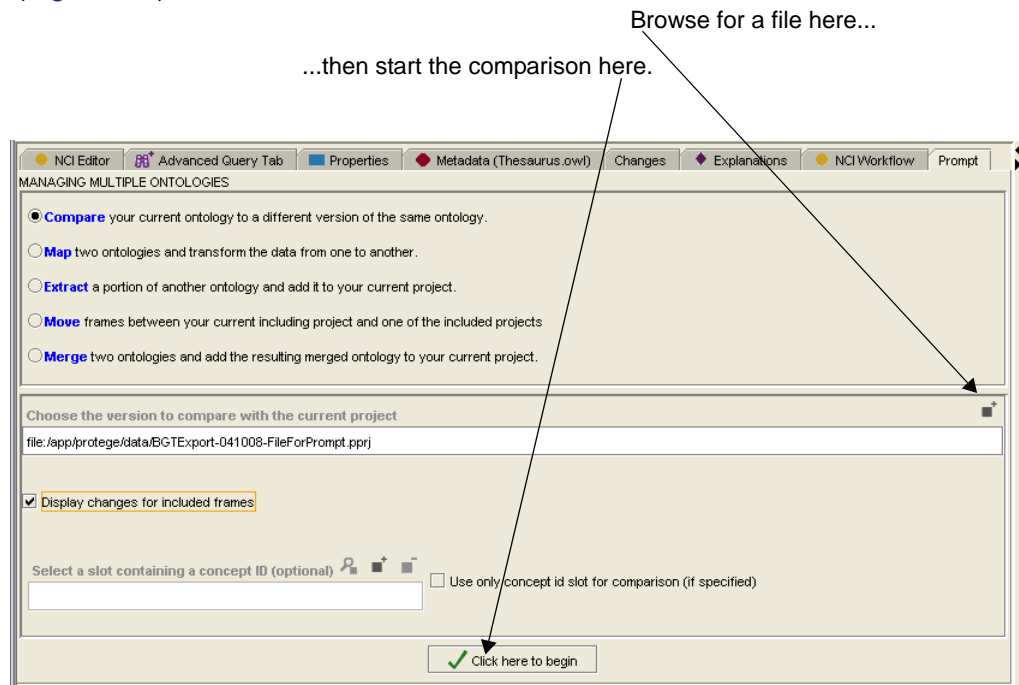 Browse for a file here...
...then start the comparison here.
NCI Editor Advanced Query Tab Properties Metadata (Thesaurus.owl) Changes Explanations NCI Workflow Prompt
MANAGING MULTIPLE ONTOLOGIES
Compare your current ontology to a different version of the same ontology.
Map two ontologies and transform the data from one to another.
Extract a portion of another ontology and add it to your current project.
Move frames between your current including project and one of the included projects
Merge two ontologies and add the resulting merged ontology to your current project.
Choose the version to compare with the current project
file:/app/protege/data/BGTExport-041008-FileForPrompt.pprj
Display changes for included frames
Select a slot containing a concept ID (optional)
Use only concept id slot for comparison (if specified)
Click here to begin